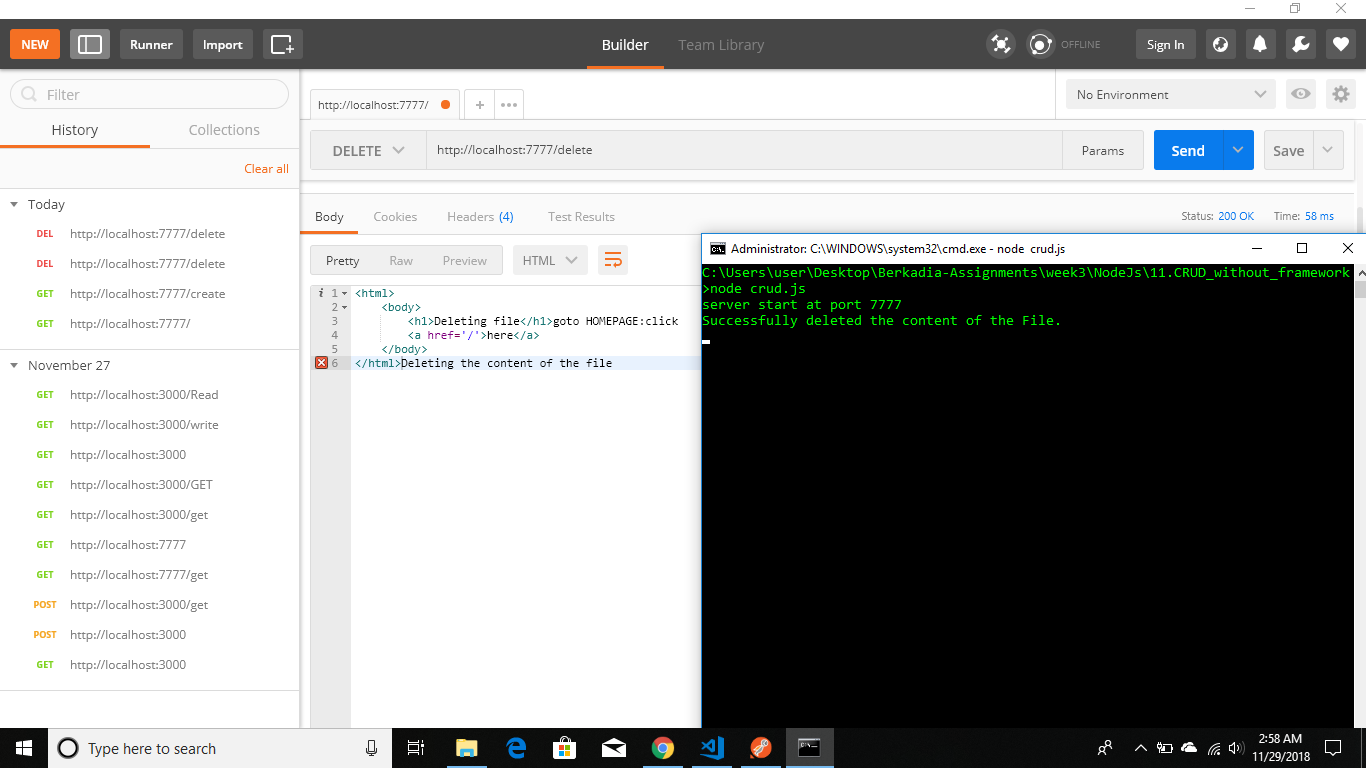 NEW Runner Import Builder Team Library OFFLINE Sign In
Filter
History Collections
Clear all
Today
DEL http://localhost:7777/delete
DEL http://localhost:7777/delete
GET http://localhost:7777/create
GET http://localhost:7777/
November 27
GET http://localhost:3000/Read
GET http://localhost:3000/write
GET http://localhost:3000
GET http://localhost:3000/GET
GET http://localhost:3000/get
GET http://localhost:7777
GET http://localhost:7777/get
POST http://localhost:3000/get
POST http://localhost:3000
GET http://localhost:3000
http://localhost:7777/ + ••• No Environment
DELETE http://localhost:7777/delete Params Send Save
Body Cookies Headers (4) Test Results Status: 200 OK Time: 58 ms
Pretty Raw Preview HTML
i 1 <html>
2 <body>
3 <h1>Deleting file</h1>goto HOMEPAGE:click
4 <a href='/'>here</a>
5 </body>
6 </html>Deleting the content of the file
Administrator: C:\WINDOWS\system32\cmd.exe - node crud.js
C:\Users\user\Desktop\Berkadia-Assignments\week3\NodeJs\11.CRUD_without_framework
>node crud.js
server start at port 7777
Successfully deleted the content of the File.
Type here to search
2:58 AM
11/29/2018